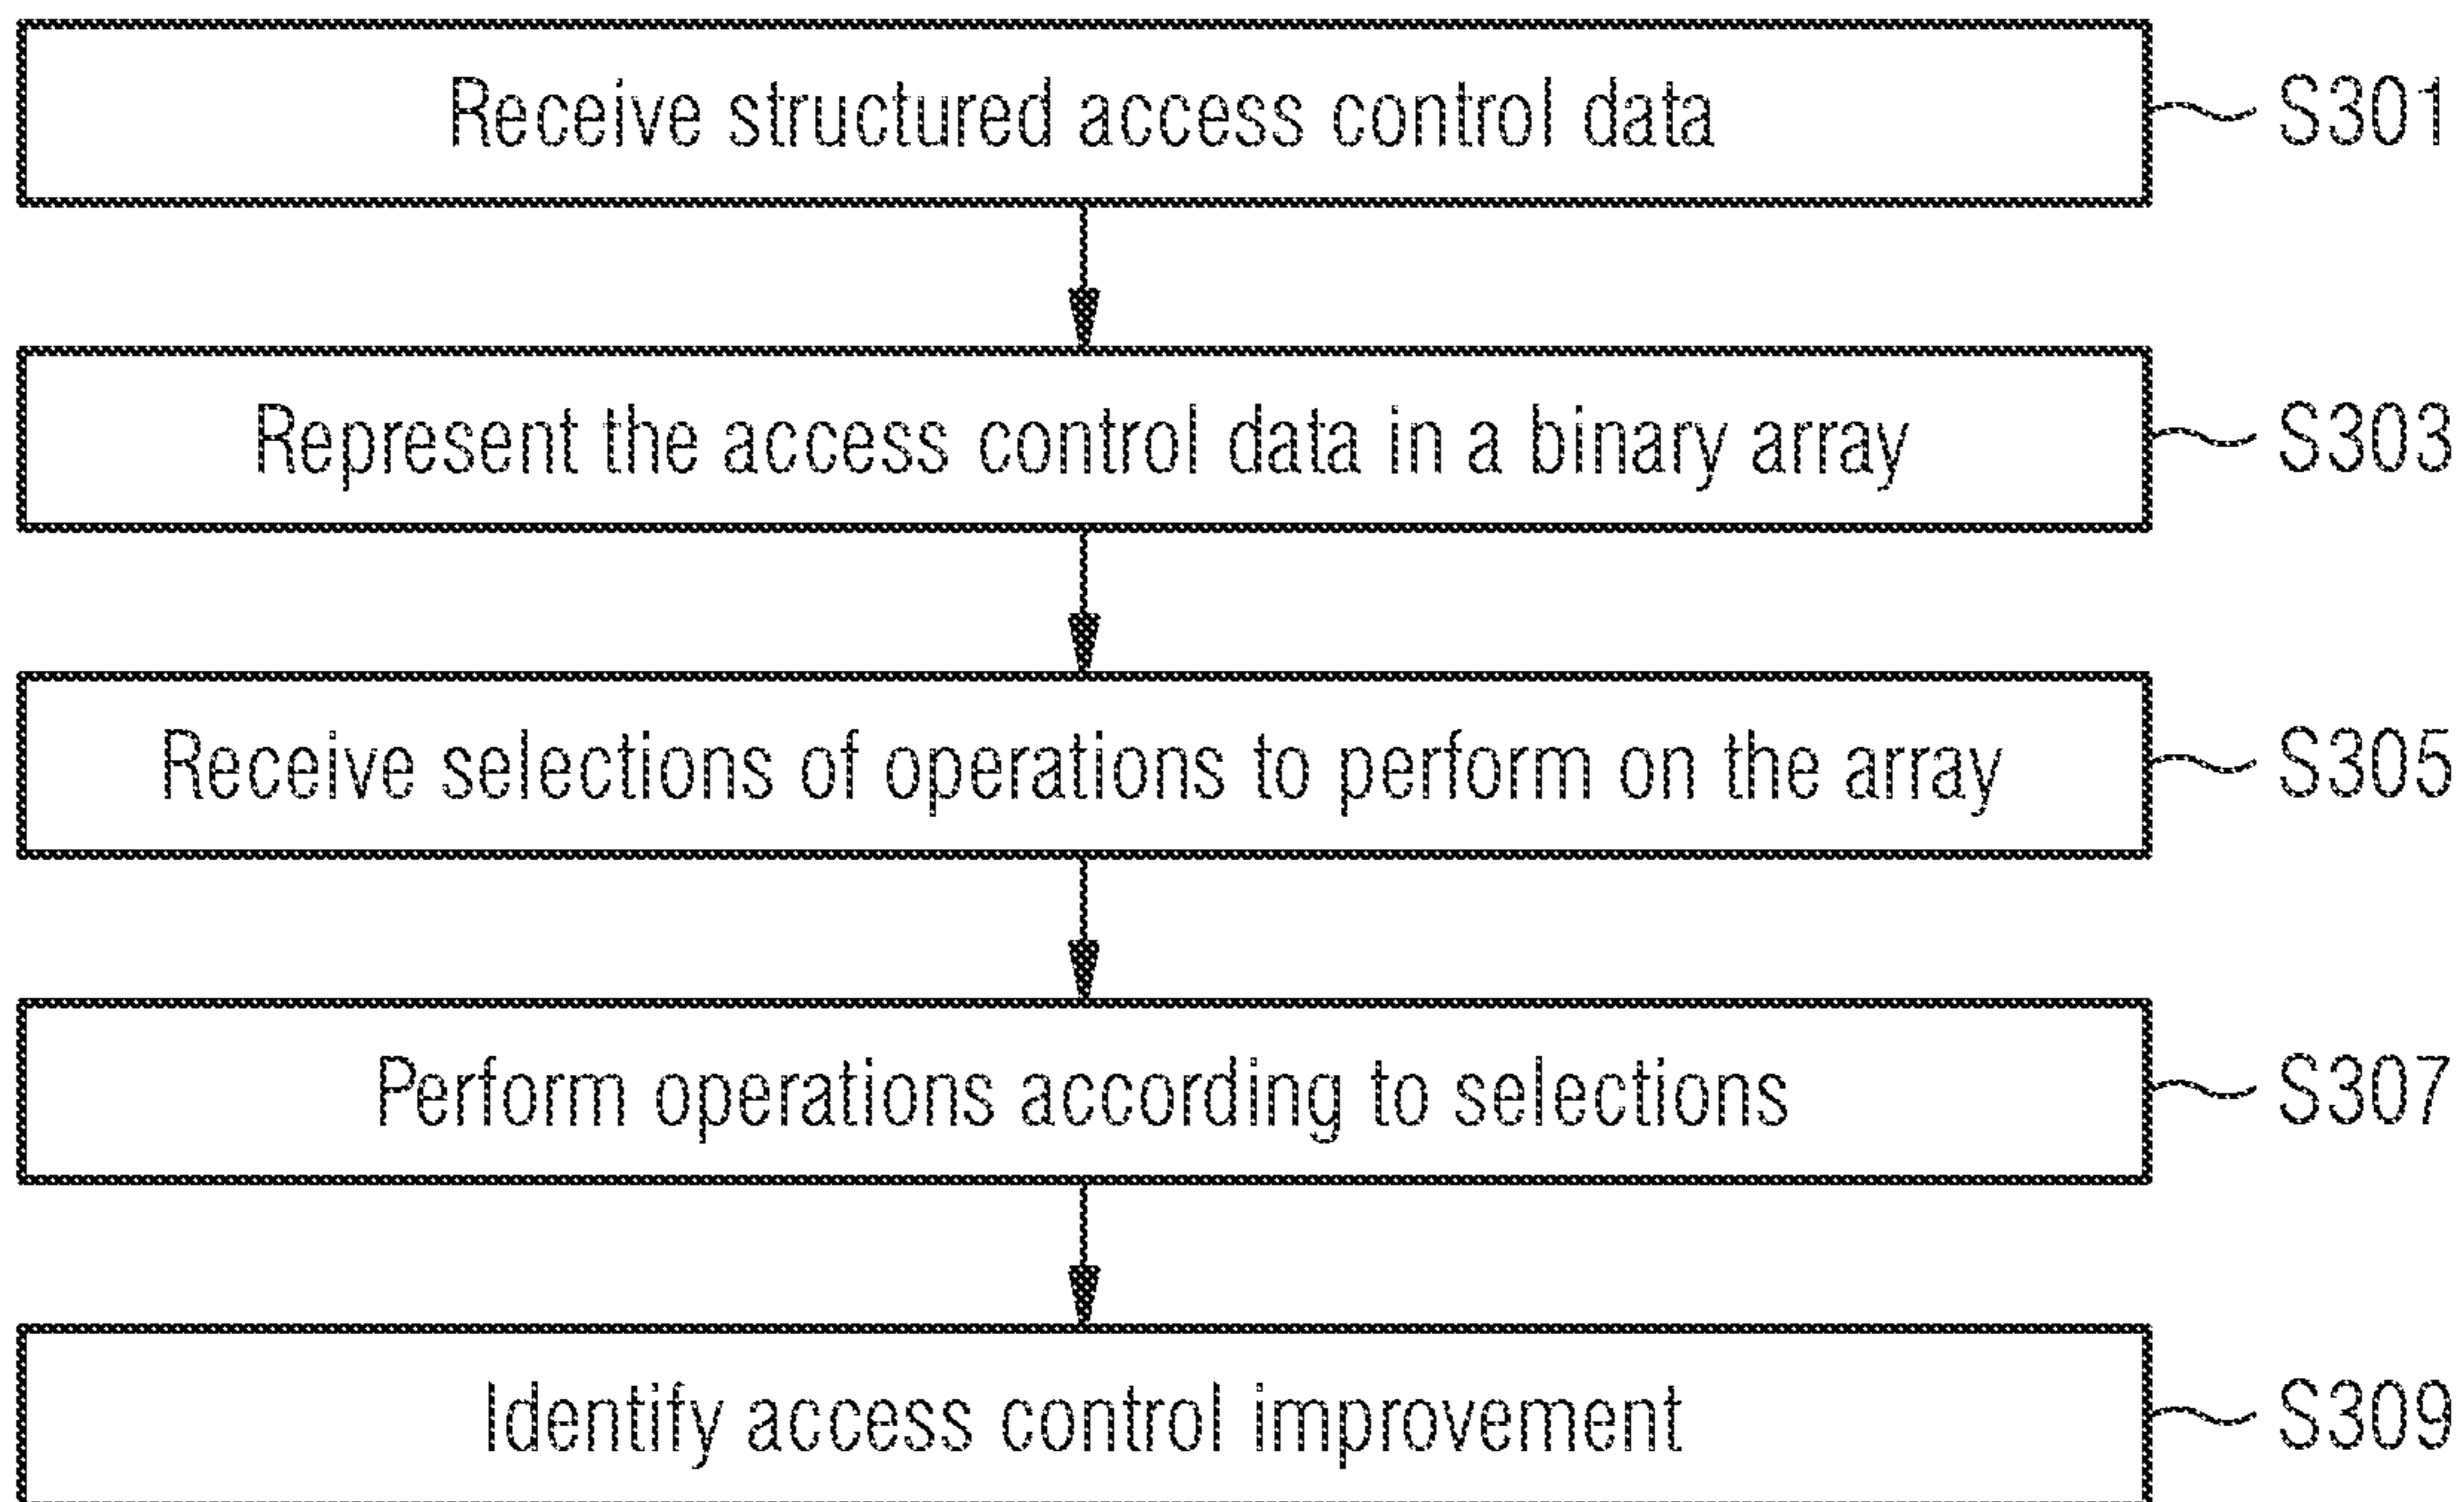 Receive structured access control data S301
Represent the access control data in a binary array S303
Receive selections of operations to perform on the array S305
Perform operations according to selections S307
Identify access control improvement S309